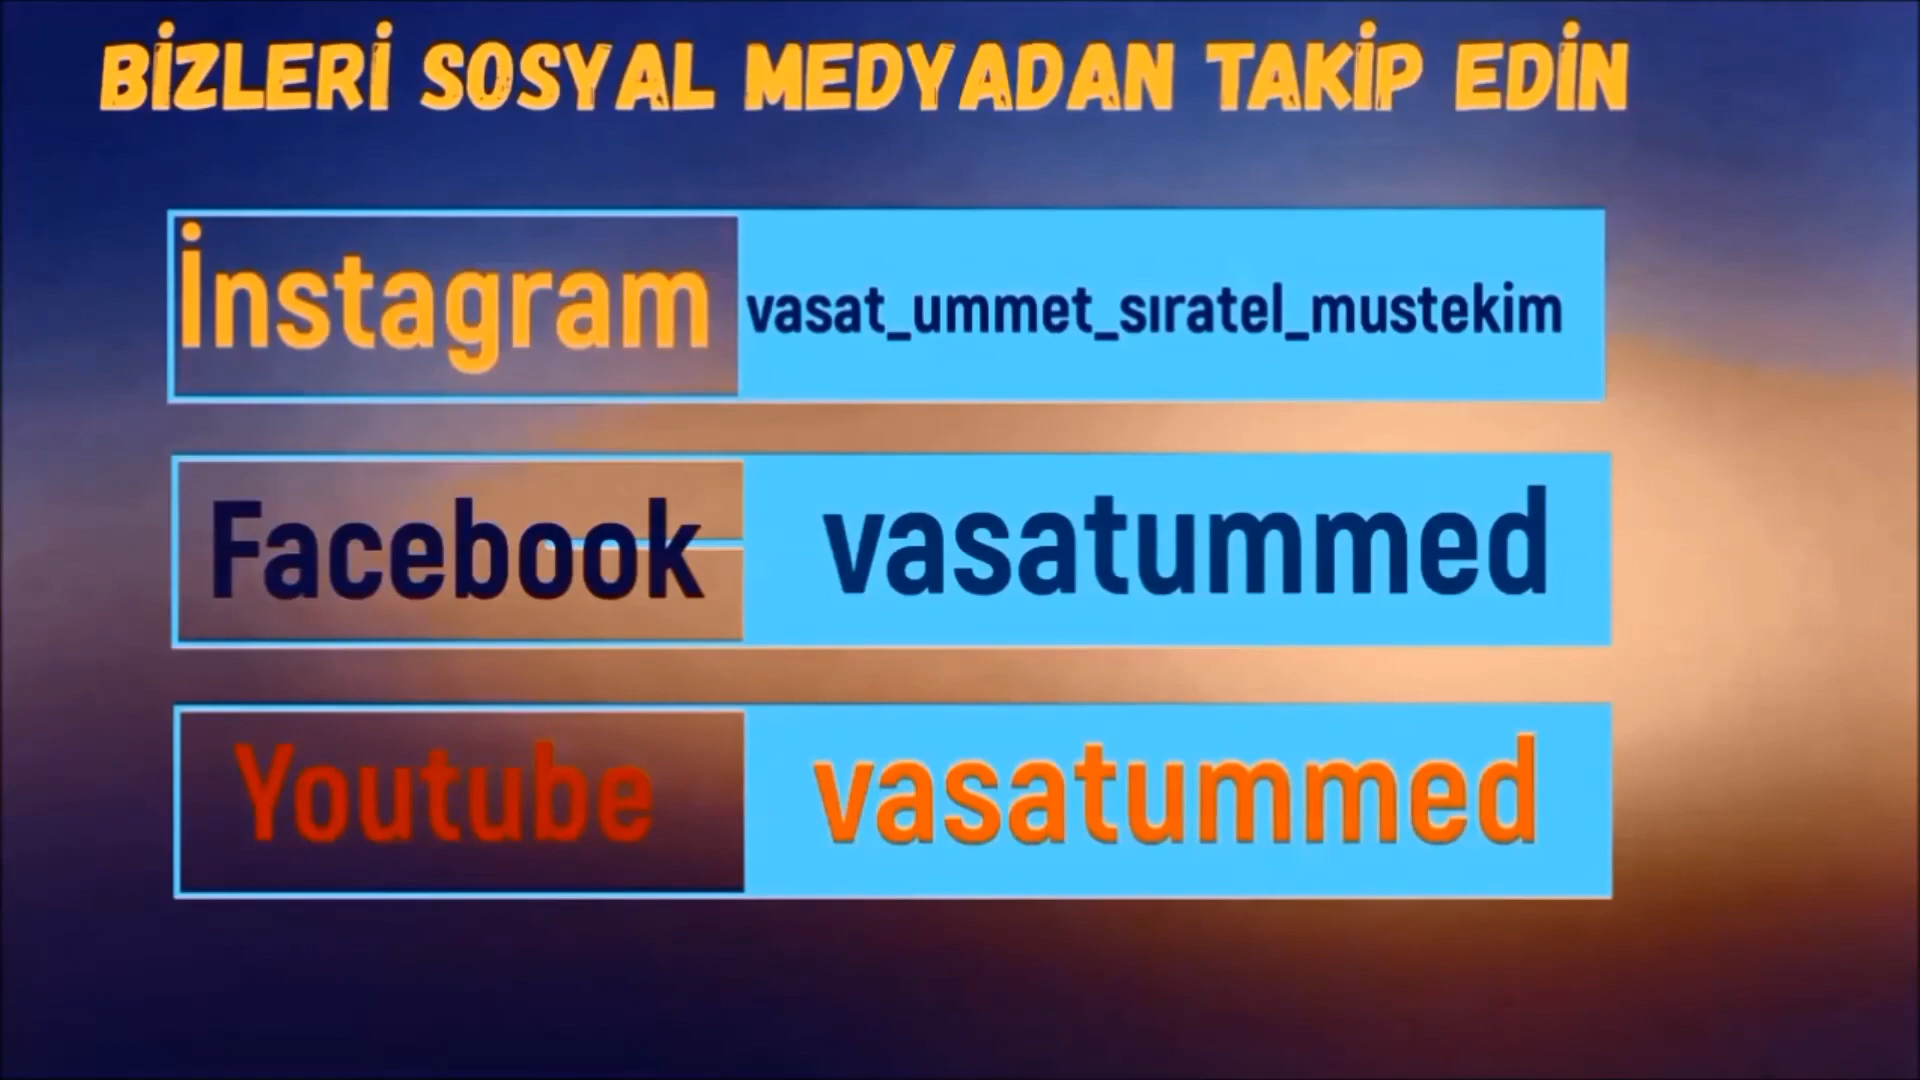 BİZLERİ SOSYAL MEDYADAN TAKİP EDİN
İnstagram vasat_ummet_sıratel_mustekim
Facebook vasatummed
Youtube vasatummed